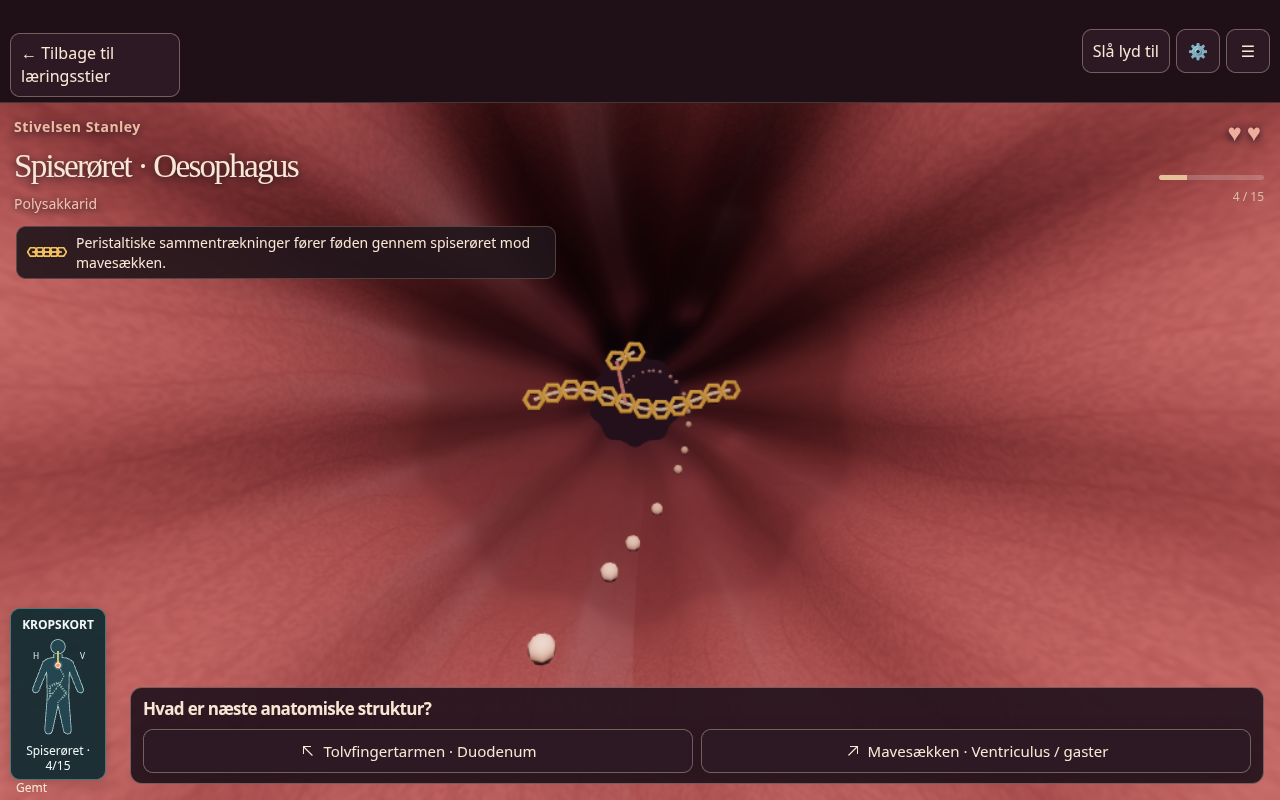 ← Tilbage til
læringsstier
Slå lyd til
Stivelsen Stanley
Spiserøret · Oesophagus
Polysakkarid
4 / 15
Peristaltiske sammentrækninger fører føden gennem spiserøret mod
mavesækken.
KROPSKORT
H V
Spiserøret ·
4/15
Gemt
Hvad er næste anatomiske struktur?
↖ Tolvfingertarmen · Duodenum
↗ Mavesækken · Ventriculus / gaster